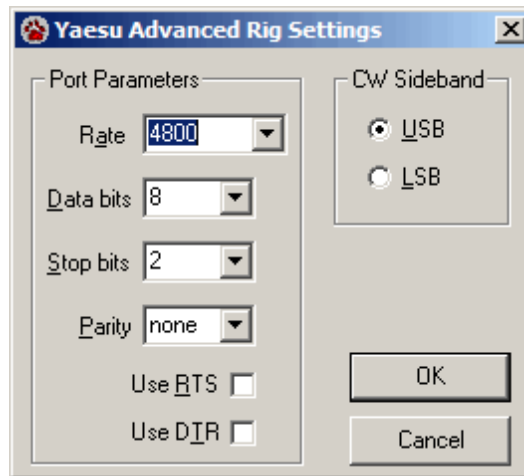 Yaesu Advanced Rig Settings
Port Parameters
Rate 4800
Data bits 8
Stop bits 2
Parity none
Use RTS
Use DTR
CW Sideband
USB
LSB
OK
Cancel